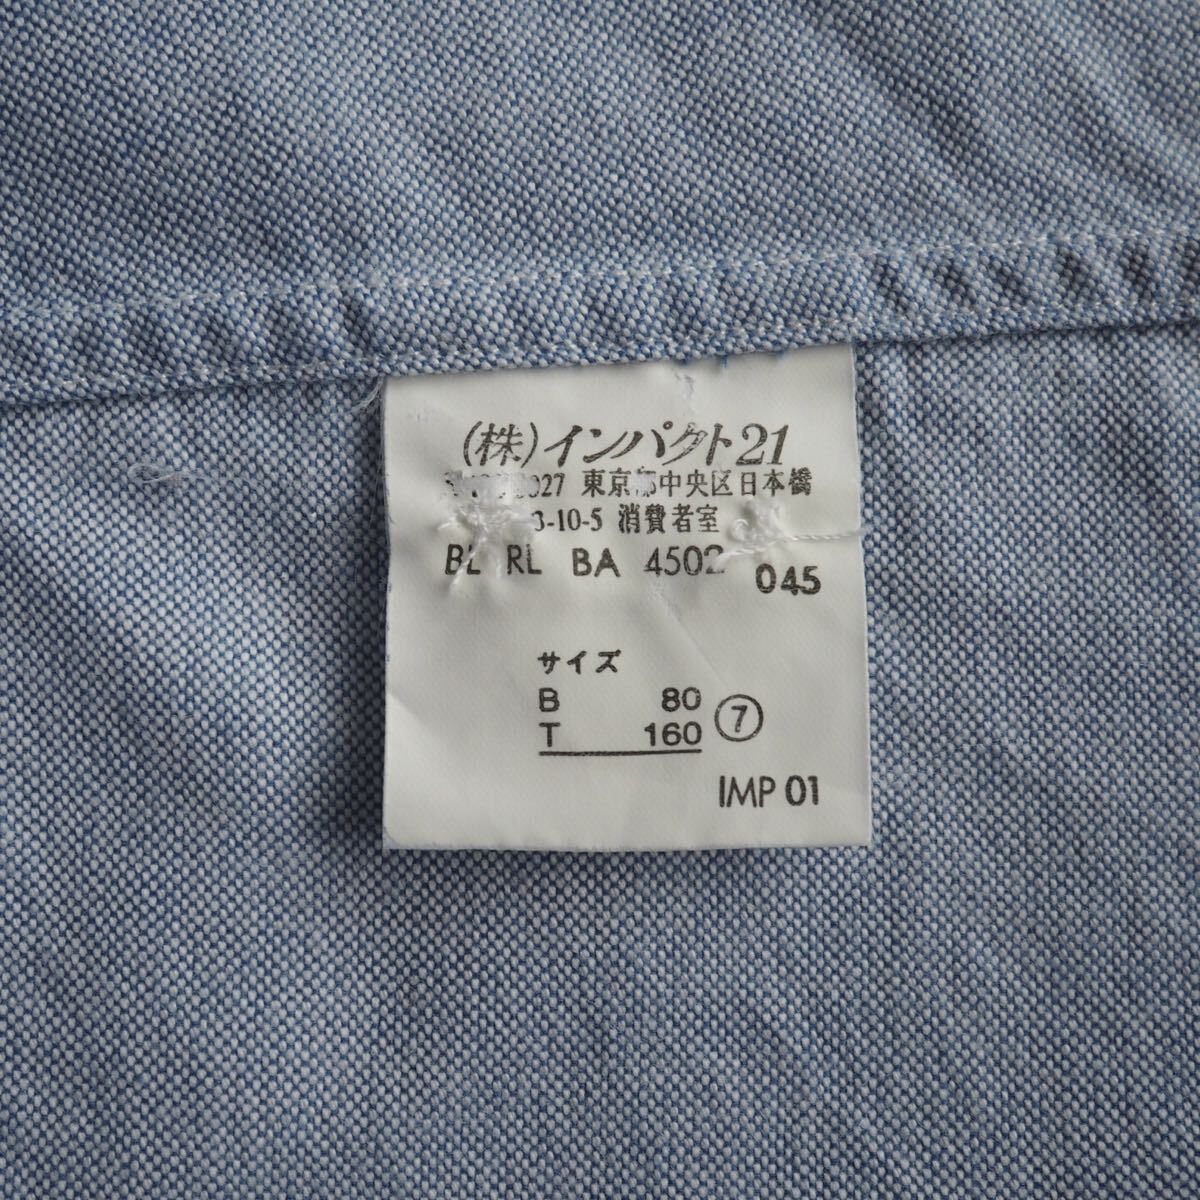 (株)インパクト21
027 東京都中央区日本橋
3-10-5 消費者室
BL RL BA 4502 045
サイズ
B 80
T 160 ⑦
IMP 01